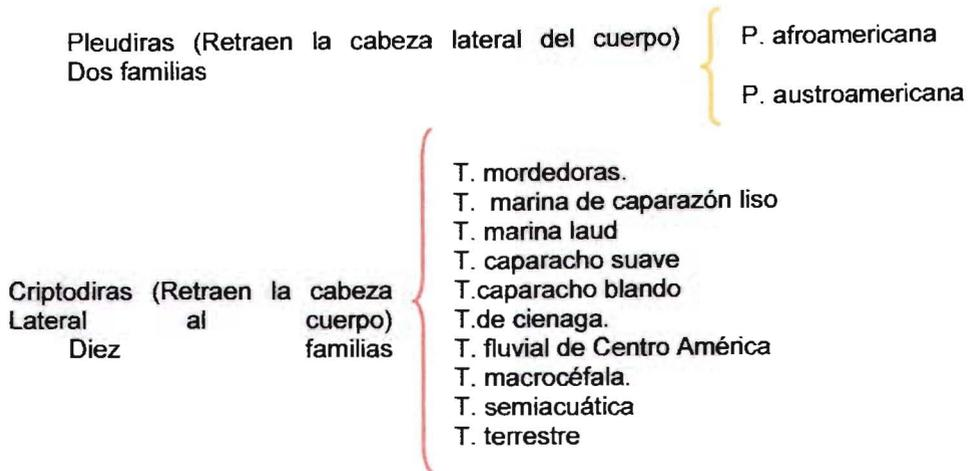 Pleudiras (Retraen la cabeza lateral del cuerpo)
Dos familias
P. afroamericana
P. austroamericana
Criptodiras (Retraen la cabeza
Lateral al cuerpo)
Diez familias
T. mordedoras.
T. marina de caparazón liso
T. marina laud
T. caparacho suave
T.caparacho blando
T.de cienaga.
T. fluvial de Centro América
T. macrocéfala.
T. semiacuática
T. terrestre